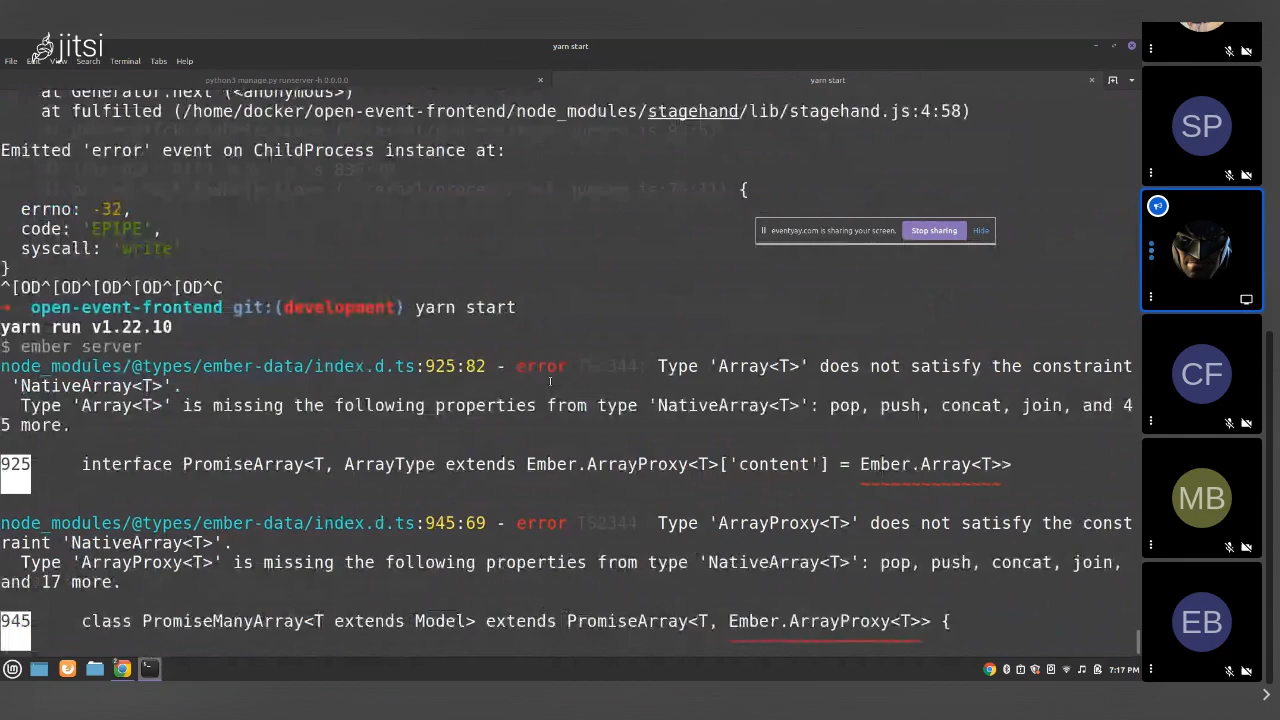 jitsi
yarn start
File Edit View Search Terminal Tabs Help
python3 manage.py runserver -h 0.0.0.0
yarn start
at Generator.next (<anonymous>)
at fulfilled (/home/docker/open-event-frontend/node_modules/stagehand/lib/stagehand.js:4:58)
Emitted 'error' event on ChildProcess instance at:
{
errno: -32,
code: 'EPIPE',
syscall: 'write'
}
eventyay.com is sharing your screen. Stop sharing Hide
^[OD^[OD^[OD^[OD^[OD^C
open-event-frontend git:(development) yarn start
yarn run v1.22.10
$ ember server
node_modules/@types/ember-data/index.d.ts:925:82 - error Type 'Array<T>' does not satisfy the constraint
'NativeArray<T>'.
Type 'Array<T>' is missing the following properties from type 'NativeArray<T>': pop, push, concat, join, and 4
5 more.
925 interface PromiseArray<T, ArrayType extends Ember.ArrayProxy<T>['content'] = Ember.Array<T>>
node_modules/@types/ember-data/index.d.ts:945:69 - error TS2344 Type 'ArrayProxy<T>' does not satisfy the const
raint 'NativeArray<T>'.
Type 'ArrayProxy<T>' is missing the following properties from type 'NativeArray<T>': pop, push, concat, join,
and 17 more.
945 class PromiseManyArray<T extends Model> extends PromiseArray<T, Ember.ArrayProxy<T>> {
7:17 PM
SP
CF
MB
EB